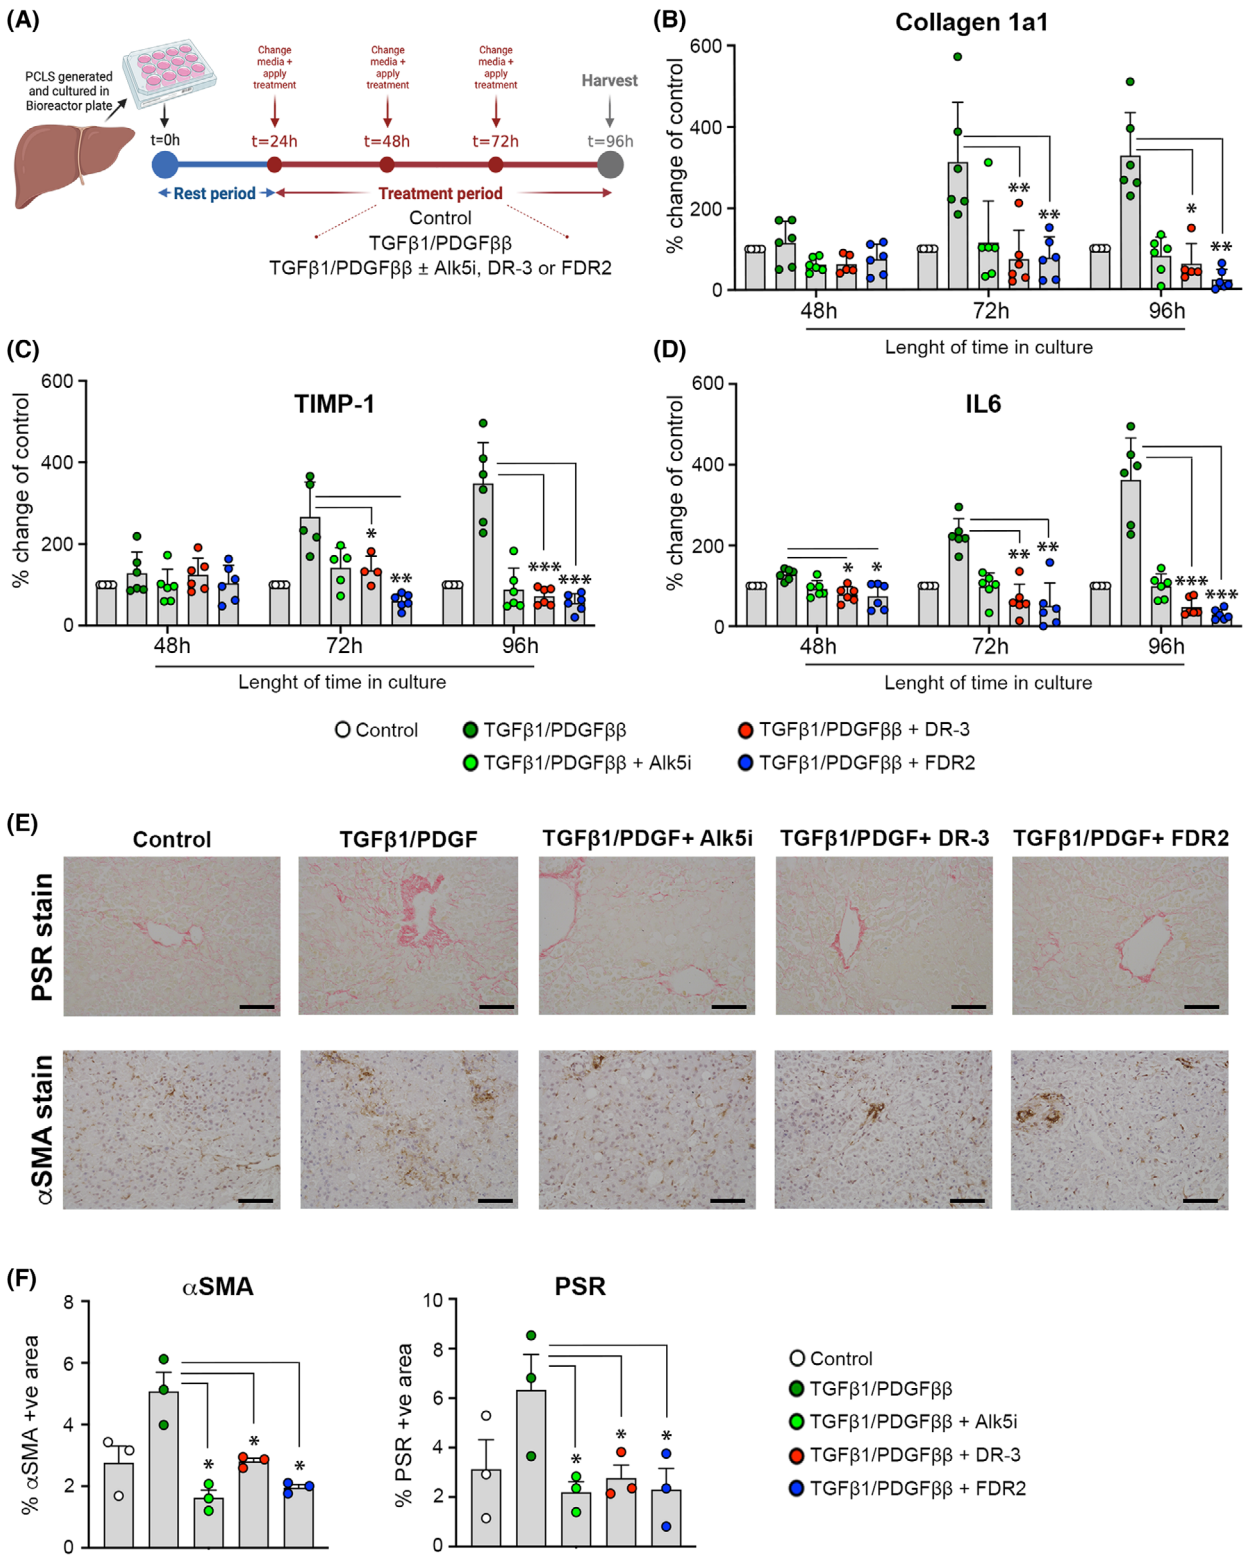 (A)
PCLS generated
and cultured in
Bioreactor plate
Change
media +
apply
treatment
Change
media +
apply
treatment
Change
media +
apply
treatment
Harvest
t=0h
t=24h
t=48h
t=72h
t=96h
Rest period
Treatment period
Control
TGFβ1/PDGFββ
TGFβ1/PDGFββ ± Alk5i, DR-3 or FDR2
(B)
Collagen 1a1
% change of control
600
400
200
0
**
**
*
**
48h
72h
96h
Lenght of time in culture
(C)
TIMP-1
% change of control
600
400
200
0
*
**
***
***
48h
72h
96h
Lenght of time in culture
(D)
IL6
% change of control
600
400
200
0
*
*
**
**
***
***
48h
72h
96h
Lenght of time in culture
Control
TGFβ1/PDGFββ
TGFβ1/PDGFββ + DR-3
TGFβ1/PDGFββ + Alk5i
TGFβ1/PDGFββ + FDR2
(E)
Control
TGFβ1/PDGF
TGFβ1/PDGF+ Alk5i
TGFβ1/PDGF+ DR-3
TGFβ1/PDGF+ FDR2
PSR stain
αSMA stain
(F)
αSMA
% αSMA +ve area
8
6
4
2
0
*
*
*
PSR
% PSR +ve area
10
8
6
4
2
0
*
*
*
Control
TGFβ1/PDGFββ
TGFβ1/PDGFββ + Alk5i
TGFβ1/PDGFββ + DR-3
TGFβ1/PDGFββ + FDR2